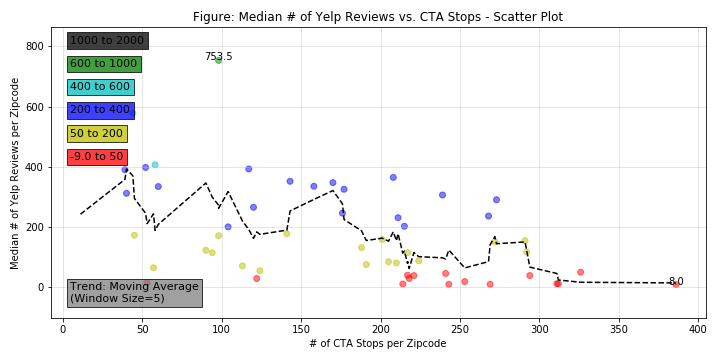 Figure: Median # of Yelp Reviews vs. CTA Stops - Scatter Plot
Median # of Yelp Reviews per Zipcode
800
600
400
200
0
1000 to 2000
600 to 1000
400 to 600
200 to 400
50 to 200
-9.0 to 50
753.5
8.0
Trend: Moving Average
(Window Size=5)
0
50
100
150
200
250
300
350
400
# of CTA Stops per Zipcode